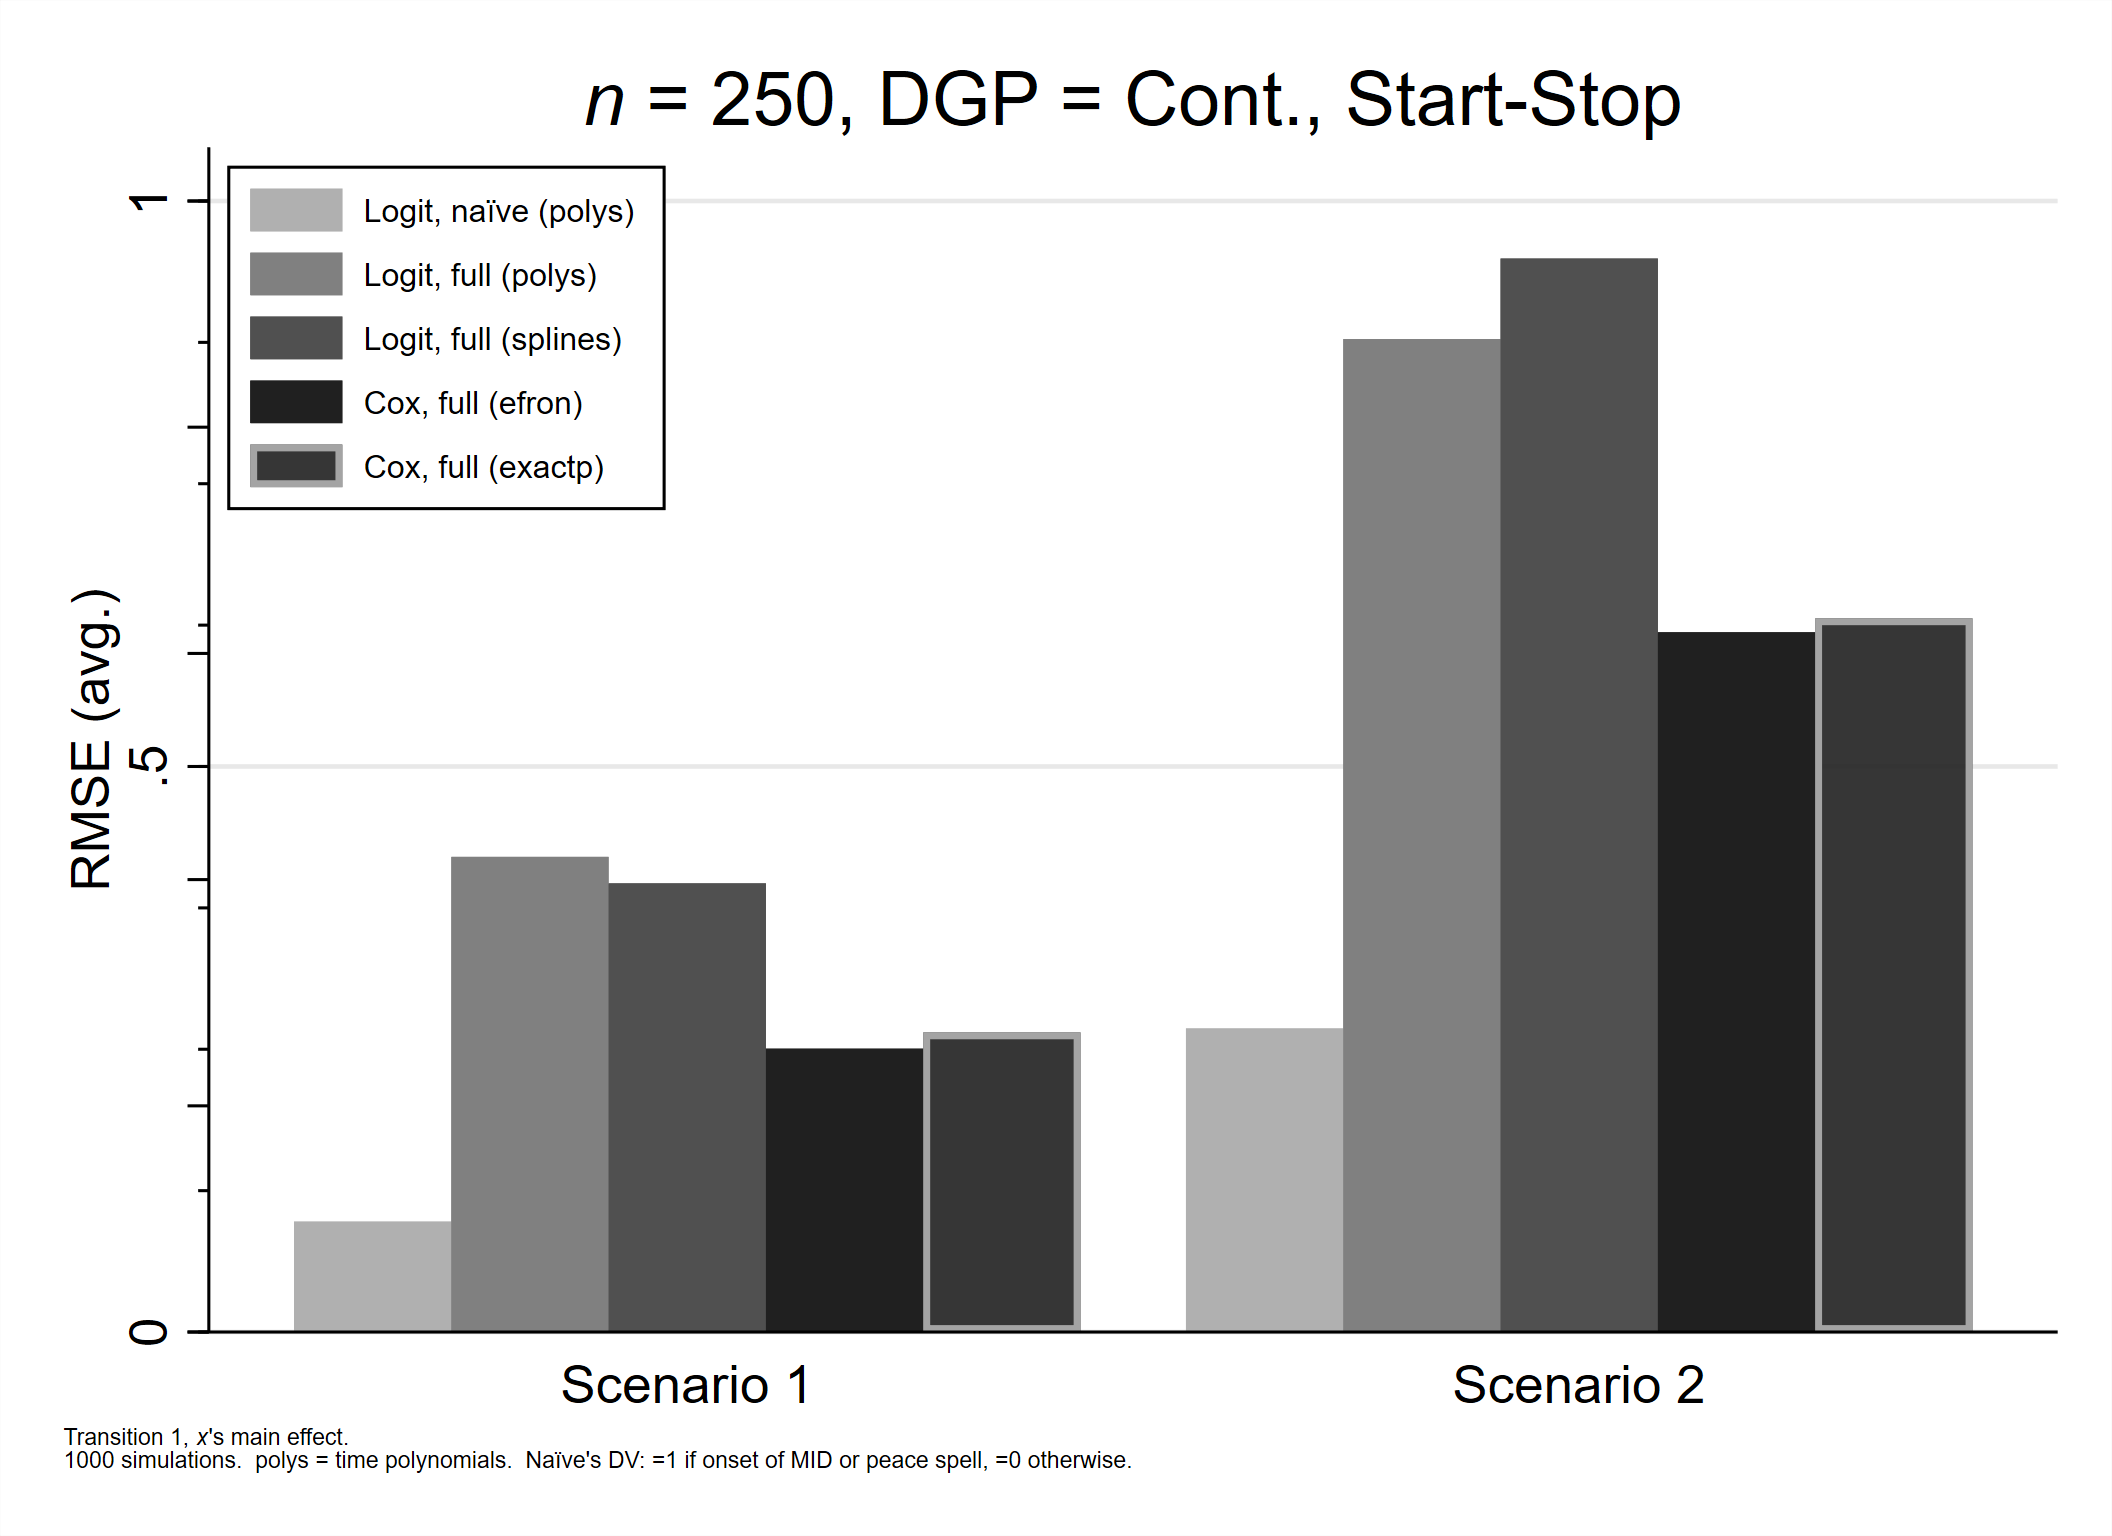 n = 250, DGP = Cont., Start-Stop
Logit, naïve (polys)
Logit, full (polys)
Logit, full (splines)
Cox, full (efron)
Cox, full (exactp)
RMSE (avg.)
1
.5
0
Scenario 1
Scenario 2
Transition 1, x's main effect.
1000 simulations.  polys = time polynomials.  Naïve's DV: =1 if onset of MID or peace spell, =0 otherwise.